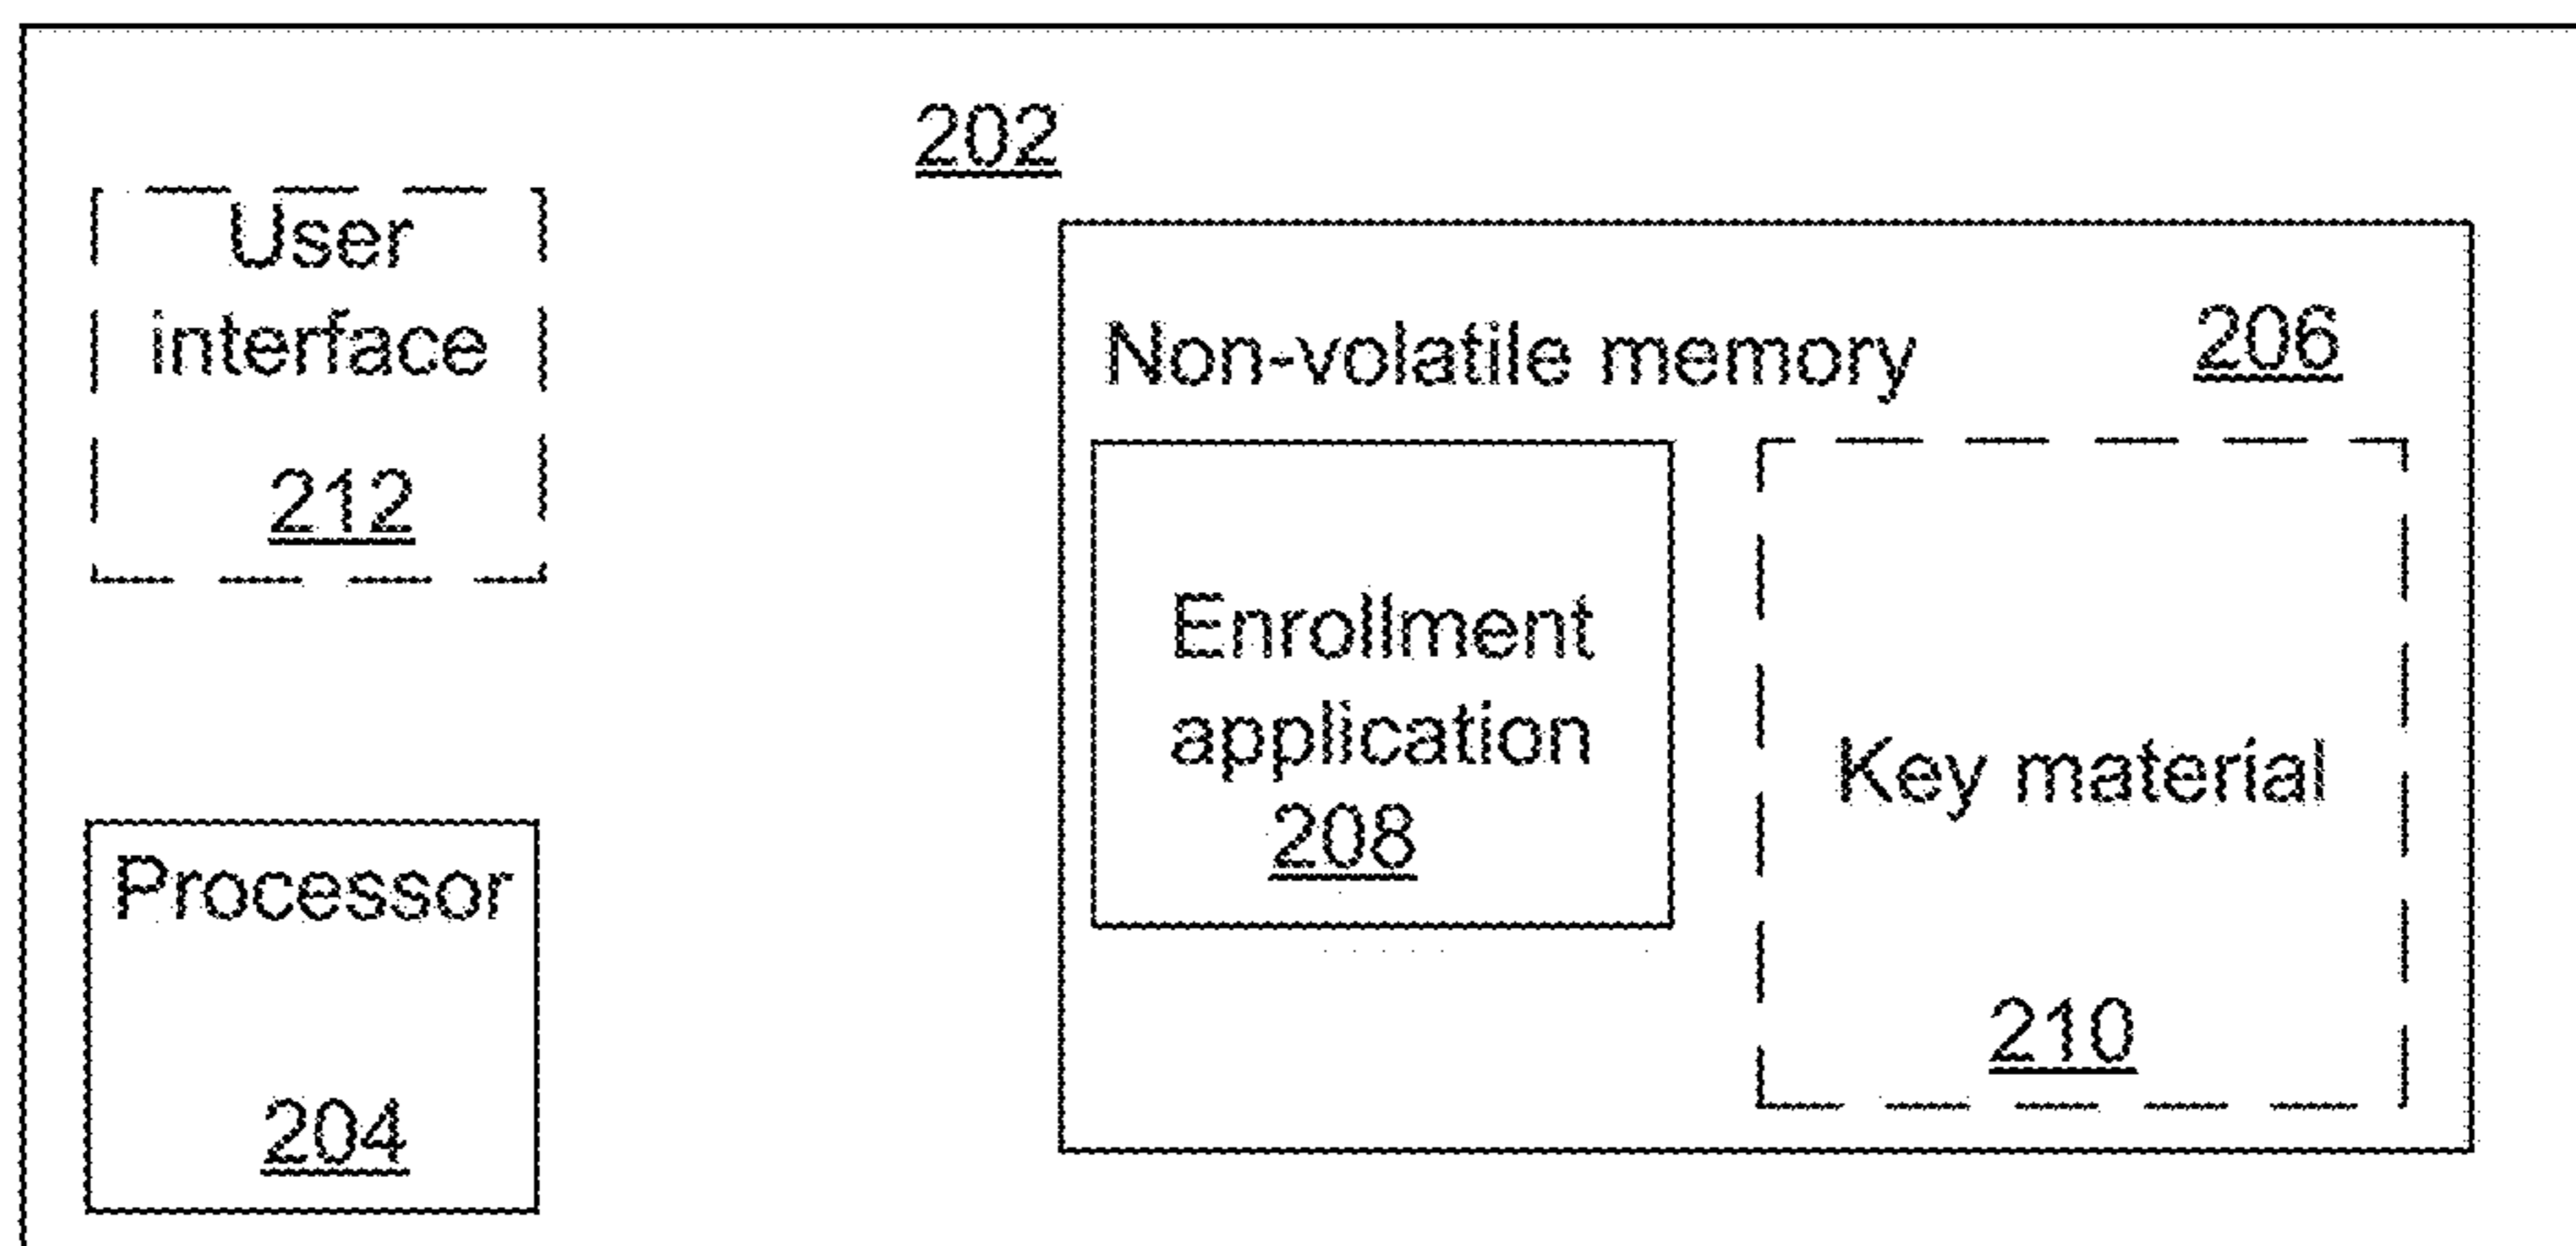 202
User
interface
212
Non-volatile memory 206
Enrollment
application
208
Key material
210
Processor
204